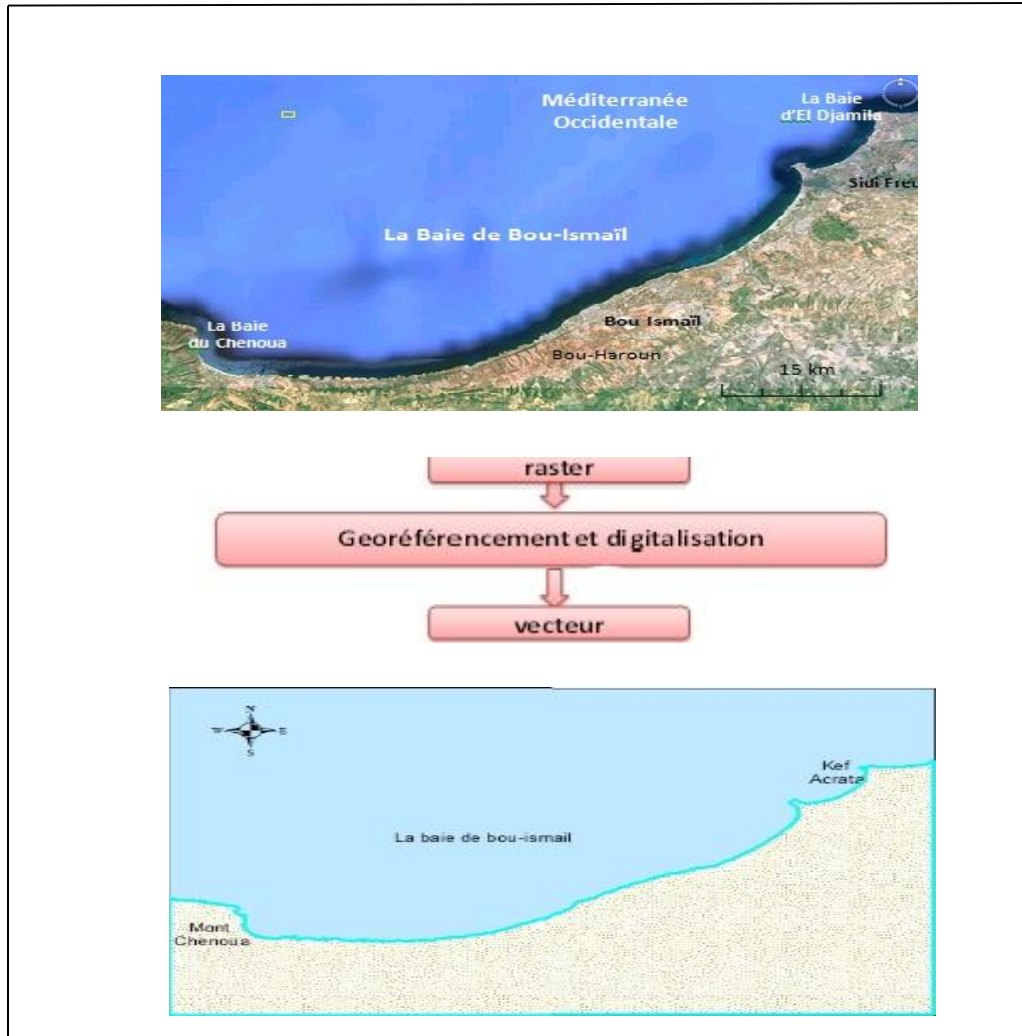 Méditerranée
Occidentale
La Baie
d'El Djamila
Sidi Freu
La Baie de Bou-Ismaïl
La Baie
du Chenoua
Bou Ismaïl
Bou-Haroun
15 km
raster
Georéférencement et digitalisation
vecteur
N
W E
S
Kef
Acrata
La baie de bou-ismail
Mont
Chenoua